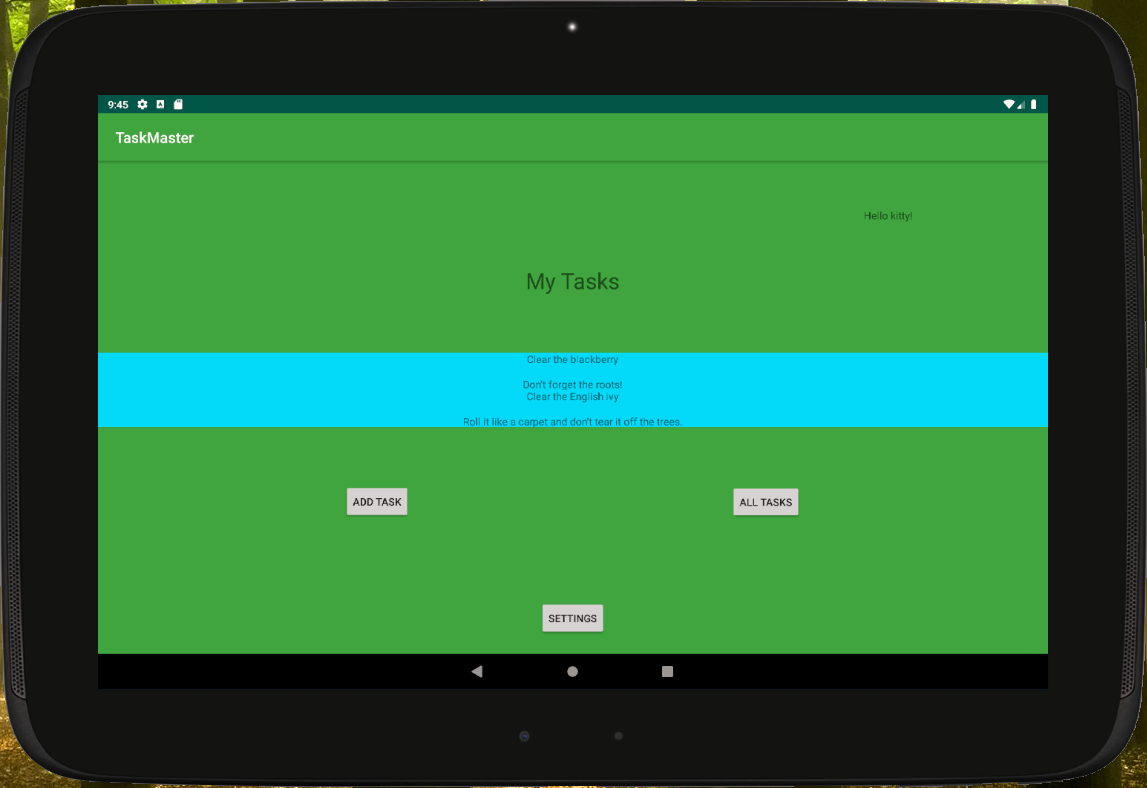 9:45
TaskMaster
Hello kitty!
My Tasks
Clear the blackberry
Don't forget the roots!
Clear the English ivy
Roll it like a carpet and don't tear it off the trees.
ADD TASK
ALL TASKS
SETTINGS